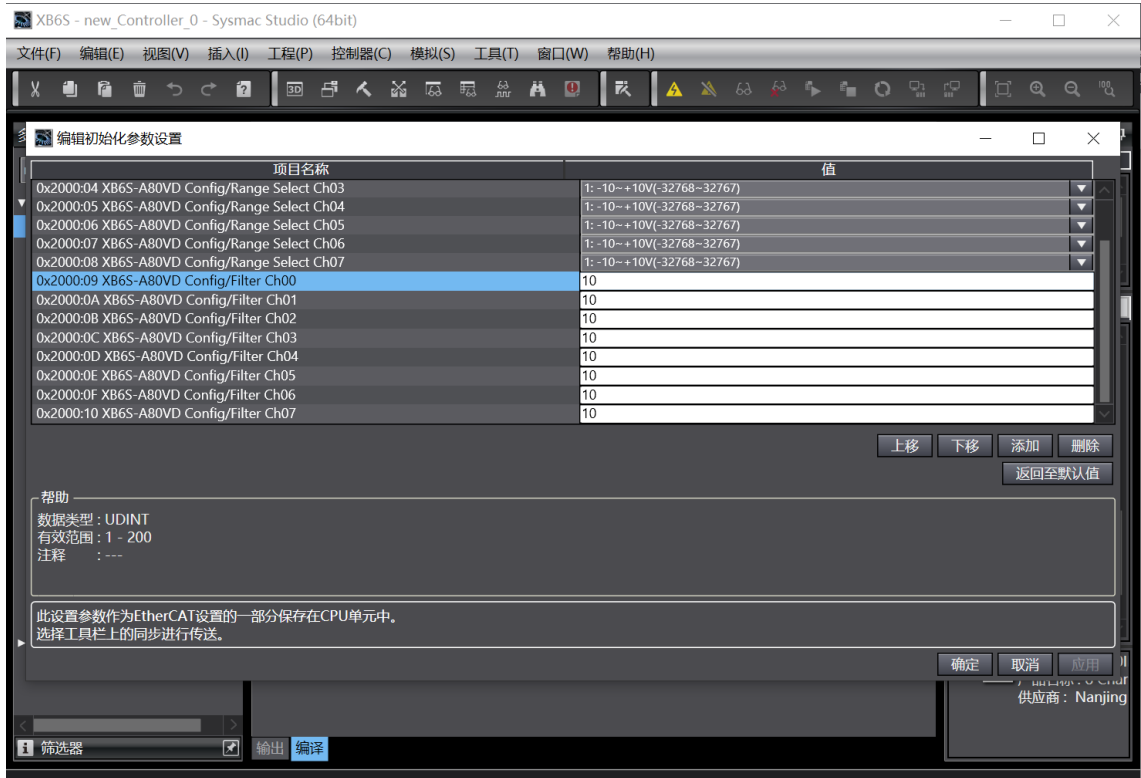 XB6S - new_Controller_0 - Sysmac Studio (64bit)
文件(F) 编辑(E) 视图(V) 插入(I) 工程(P) 控制器(C) 模拟(S) 工具(T) 窗口(W) 帮助(H)
编辑初始化参数设置
项目名称 值
0x2000:04 XB6S-A80VD Config/Range Select Ch03 1: -10~+10V(-32768~32767)
0x2000:05 XB6S-A80VD Config/Range Select Ch04 1: -10~+10V(-32768~32767)
0x2000:06 XB6S-A80VD Config/Range Select Ch05 1: -10~+10V(-32768~32767)
0x2000:07 XB6S-A80VD Config/Range Select Ch06 1: -10~+10V(-32768~32767)
0x2000:08 XB6S-A80VD Config/Range Select Ch07 1: -10~+10V(-32768~32767)
0x2000:09 XB6S-A80VD Config/Filter Ch00 10
0x2000:0A XB6S-A80VD Config/Filter Ch01 10
0x2000:0B XB6S-A80VD Config/Filter Ch02 10
0x2000:0C XB6S-A80VD Config/Filter Ch03 10
0x2000:0D XB6S-A80VD Config/Filter Ch04 10
0x2000:0E XB6S-A80VD Config/Filter Ch05 10
0x2000:0F XB6S-A80VD Config/Filter Ch06 10
0x2000:10 XB6S-A80VD Config/Filter Ch07 10
上移 下移 添加 删除
返回至默认值
帮助
数据类型 : UDINT
有效范围 : 1 - 200
注释 : ---
此设置参数作为EtherCAT设置的一部分保存在CPU单元中。
选择工具栏上的同步进行传送。
确定 取消 应用
供应商 : Nanjing
筛选器 输出 编译